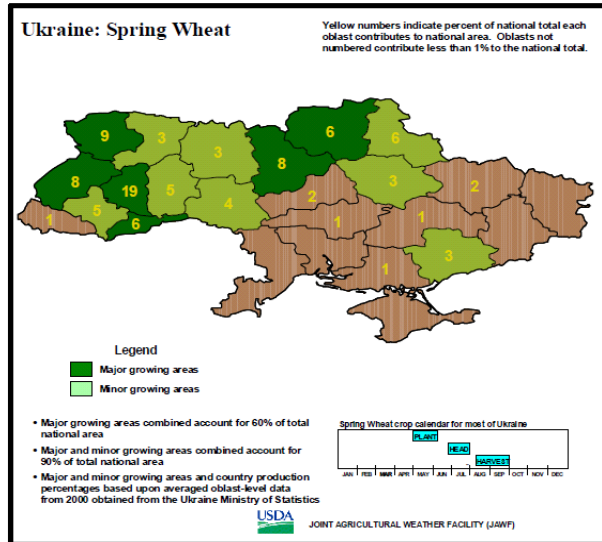 Ukraine: Spring Wheat
Yellow numbers indicate percent of national total each
oblast contributes to national area. Oblasts not
numbered contribute less than 1% to the national total.
9
3
3
6
6
8
8
19
5
5
4
6
1
2
3
2
1
1
1
3
Legend
Major growing areas
Minor growing areas
• Major growing areas combined account for 60% of total
national area
• Major and minor growing areas combined account for
90% of total national area
• Major and minor growing areas and country production
percentages based upon averaged oblast-level data
from 2000 obtained from the Ukraine Ministry of Statistics
Spring Wheat crop calendar for most of Ukraine
PLANT
HEAD
HARVEST
JAN FEB MAR APR MAY JUN JUL AUG SEP OCT NOV DEC
USDA
JOINT AGRICULTURAL WEATHER FACILITY (JAWF)